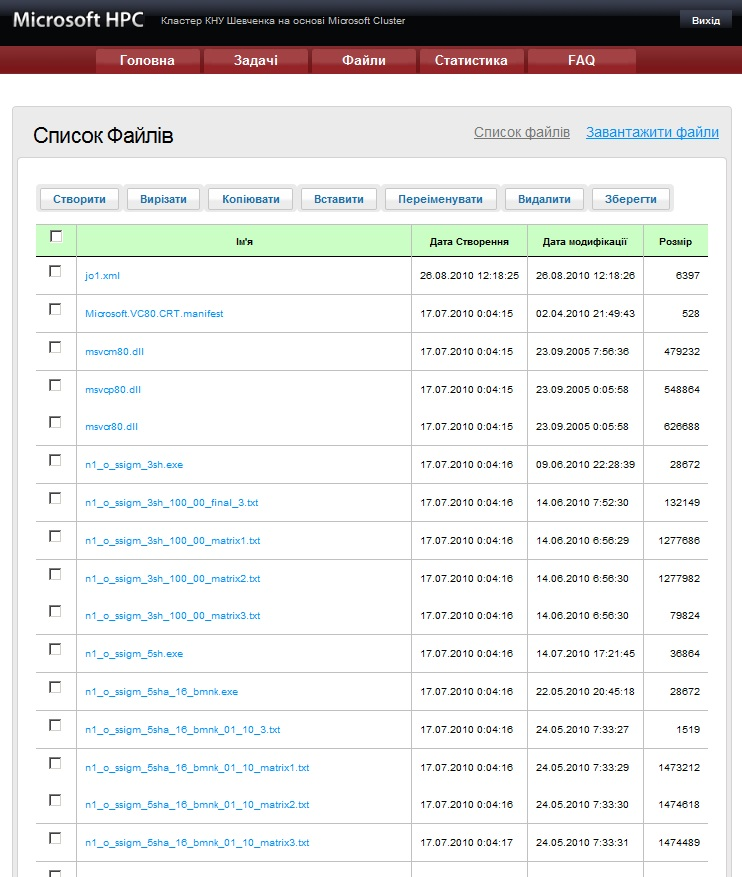 Microsoft HPC Кластер КНУ Шевченка на основі Microsoft Cluster Вихід
Головна Задачі Файли Статистика FAQ
Список Файлів Список файлів Завантажити файли
Створити Вирізати Копіювати Вставити Переіменувати Видалити Зберегти
Ім'я Дата Створення Дата модифікації Розмір
jo1.xml 26.08.2010 12:18:25 26.08.2010 12:18:26 6397
Microsoft.VC80.CRT.manifest 17.07.2010 0:04:15 02.04.2010 21:49:43 528
msvcm80.dll 17.07.2010 0:04:15 23.09.2005 7:56:36 479232
msvcp80.dll 17.07.2010 0:04:15 23.09.2005 0:05:58 548864
msvcr80.dll 17.07.2010 0:04:15 23.09.2005 0:05:58 626688
n1_o_ssigm_3sh.exe 17.07.2010 0:04:16 09.06.2010 22:28:39 28672
n1_o_ssigm_3sh_100_00_final_3.txt 17.07.2010 0:04:16 14.06.2010 7:52:30 132149
n1_o_ssigm_3sh_100_00_matrix1.txt 17.07.2010 0:04:16 14.06.2010 6:56:29 1277686
n1_o_ssigm_3sh_100_00_matrix2.txt 17.07.2010 0:04:16 14.06.2010 6:56:30 1277982
n1_o_ssigm_3sh_100_00_matrix3.txt 17.07.2010 0:04:16 14.06.2010 6:56:30 79824
n1_o_ssigm_5sh.exe 17.07.2010 0:04:16 14.07.2010 17:21:45 36864
n1_o_ssigm_5sha_16_bmnk.exe 17.07.2010 0:04:16 22.05.2010 20:45:18 28672
n1_o_ssigm_5sha_16_bmnk_01_10_3.txt 17.07.2010 0:04:16 24.05.2010 7:33:27 1519
n1_o_ssigm_5sha_16_bmnk_01_10_matrix1.txt 17.07.2010 0:04:16 24.05.2010 7:33:29 1473212
n1_o_ssigm_5sha_16_bmnk_01_10_matrix2.txt 17.07.2010 0:04:16 24.05.2010 7:33:30 1474618
n1_o_ssigm_5sha_16_bmnk_01_10_matrix3.txt 17.07.2010 0:04:17 24.05.2010 7:33:31 1474489